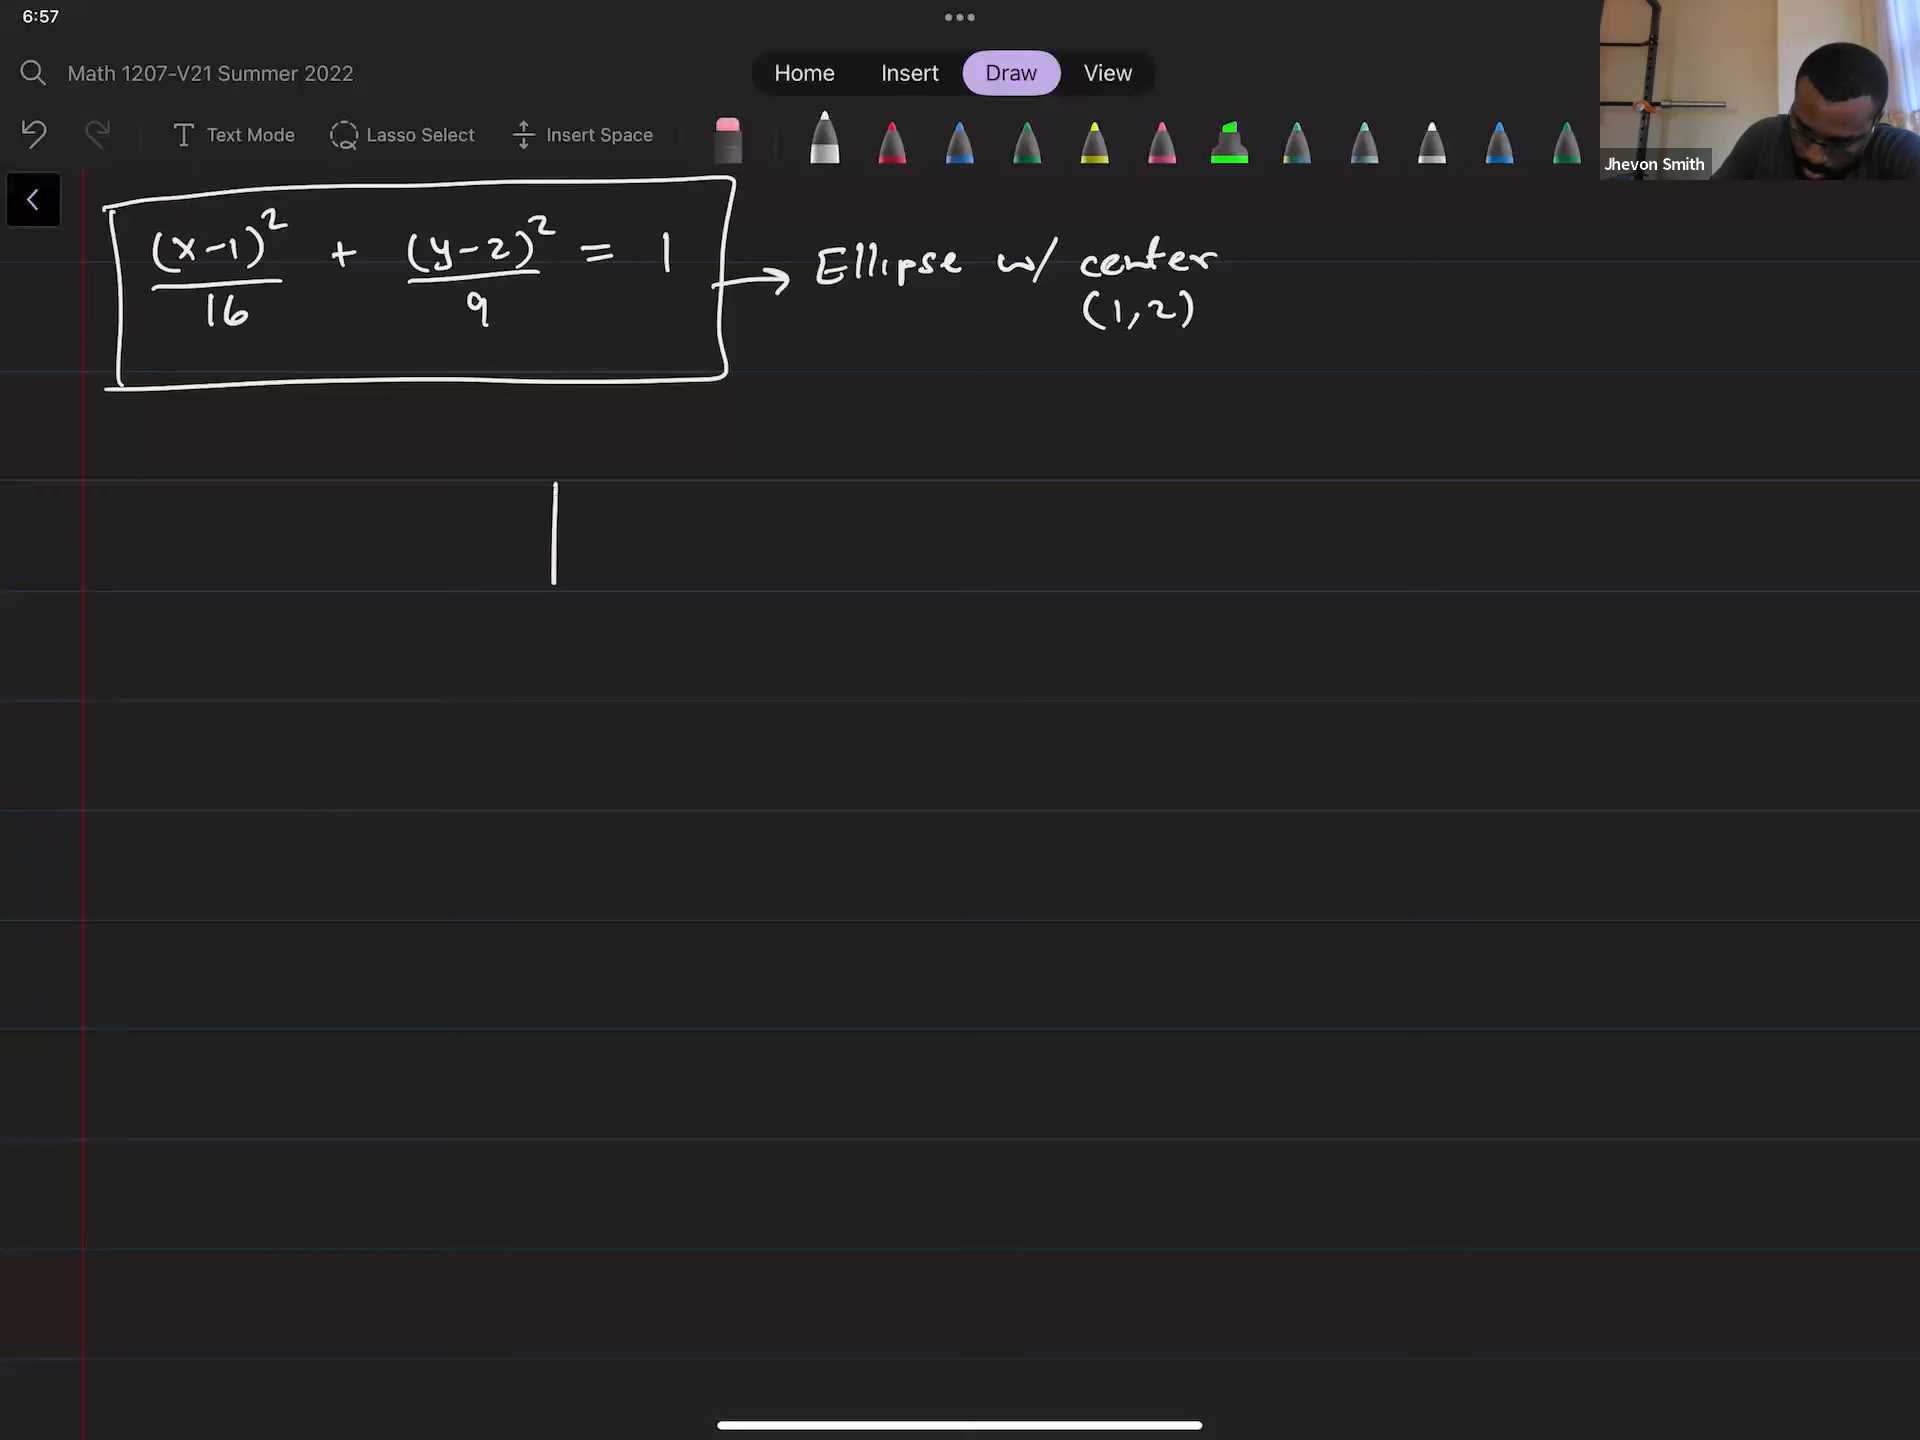 6:57
Math 1207-V21 Summer 2022
Home Insert Draw View
Text Mode Lasso Select Insert Space
Jhevon Smith
(x-1)²/16 + (y-2)²/9 = 1 → Ellipse w/ center
(1,2)